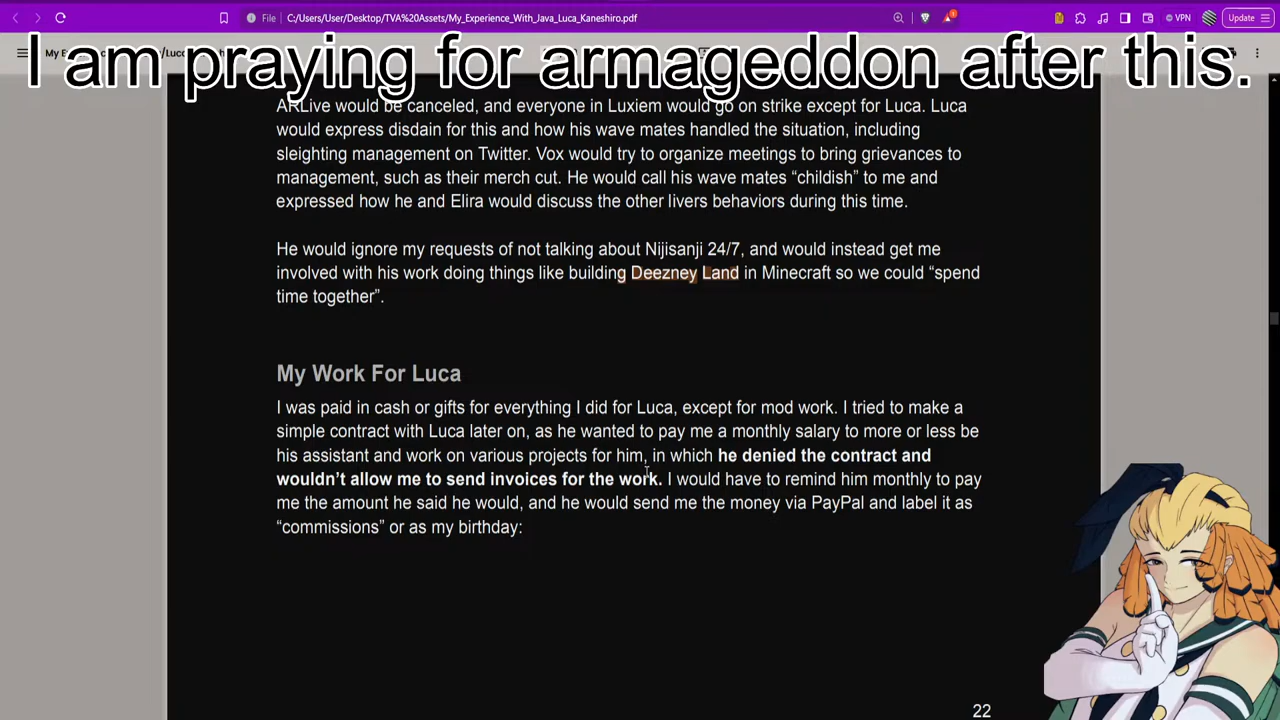 File C:/Users/User/Desktop/TVA%20Assets/My_Experience_With_Java_Luca_Kaneshiro.pdf
VPN
Update
I am praying for armageddon after this.
ARLive would be canceled, and everyone in Luxiem would go on strike except for Luca. Luca
would express disdain for this and how his wave mates handled the situation, including
sleighting management on Twitter. Vox would try to organize meetings to bring grievances to
management, such as their merch cut. He would call his wave mates “childish” to me and
expressed how he and Elira would discuss the other livers behaviors during this time.
He would ignore my requests of not talking about Nijisanji 24/7, and would instead get me
involved with his work doing things like building Deezney Land in Minecraft so we could “spend
time together”.
My Work For Luca
I was paid in cash or gifts for everything I did for Luca, except for mod work. I tried to make a
simple contract with Luca later on, as he wanted to pay me a monthly salary to more or less be
his assistant and work on various projects for him, in which he denied the contract and
wouldn’t allow me to send invoices for the work. I would have to remind him monthly to pay
me the amount he said he would, and he would send me the money via PayPal and label it as
“commissions” or as my birthday:
22